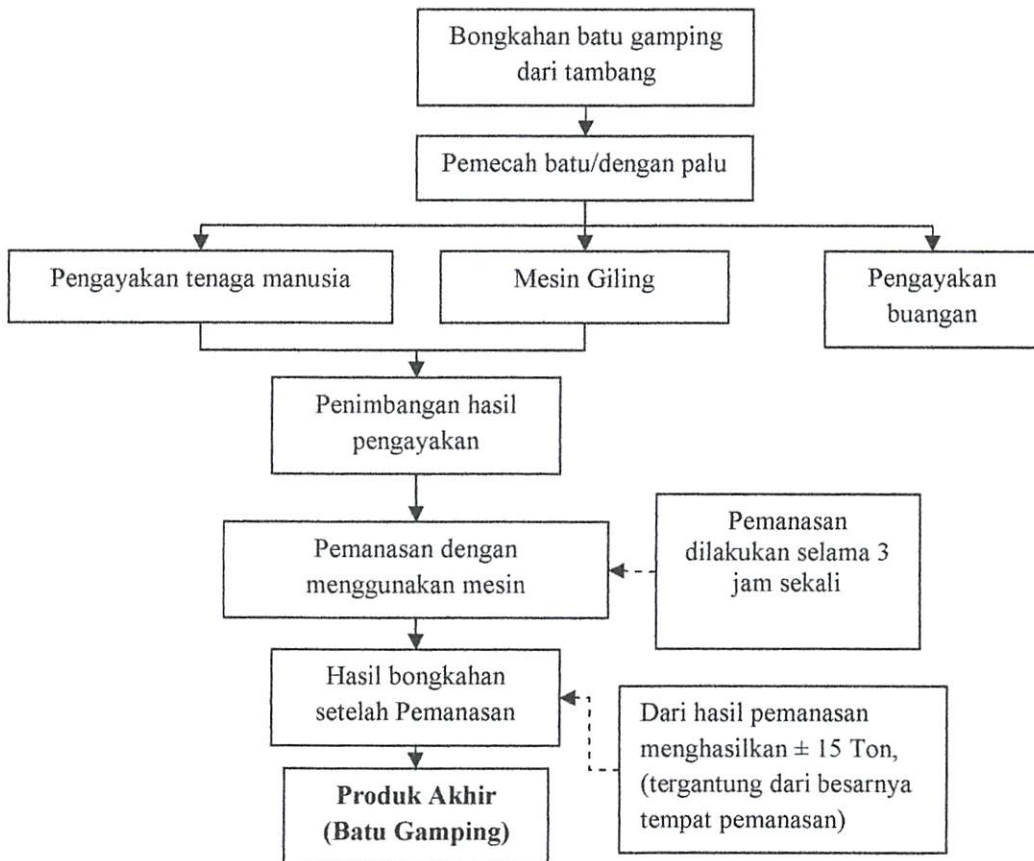 Bongkahan batu gamping
dari tambang
Pemecah batu/dengan palu
Pengayakan tenaga manusia
Mesin Giling
Pengayakan
buangan
Penimbangan hasil
pengayakan
Pemanasan dengan
menggunakan mesin
Pemanasan
dilakukan selama 3
jam sekali
Hasil bongkahan
setelah Pemanasan
Dari hasil pemanasan
menghasilkan ± 15 Ton,
(tergantung dari besarnya
tempat pemanasan)
Produk Akhir
(Batu Gamping)